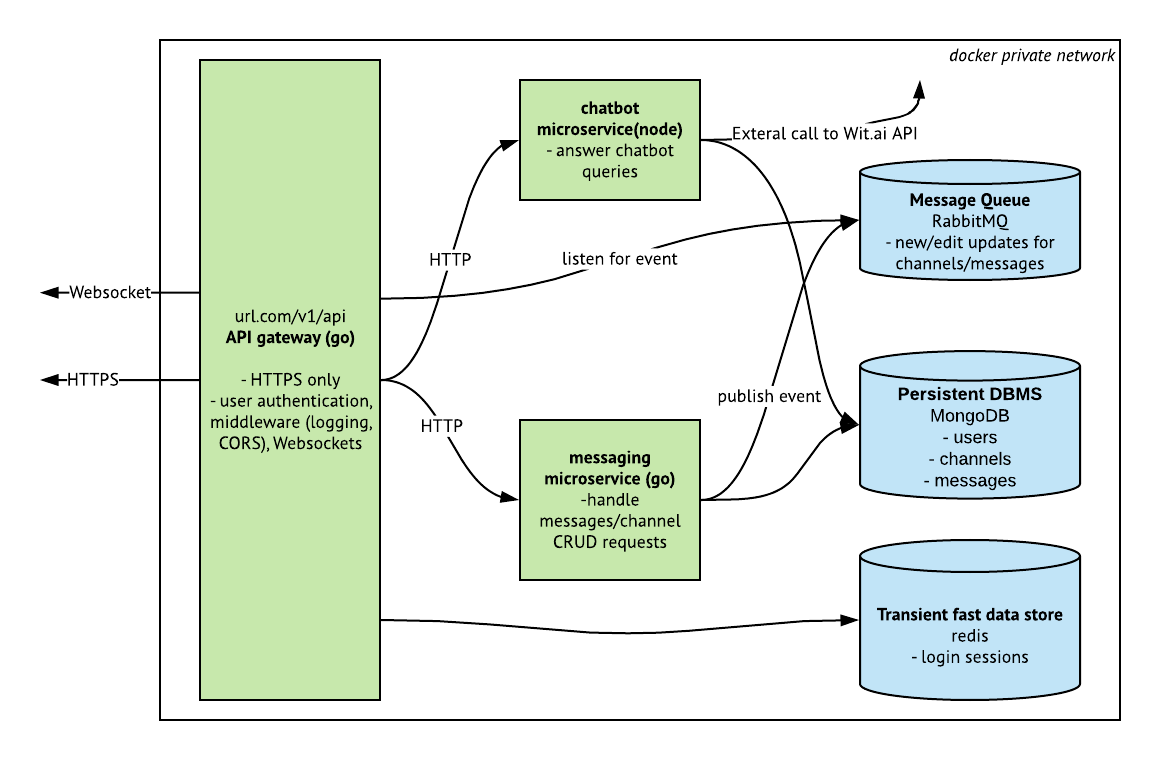 docker private network
chatbot
microservice(node)
- answer chatbot
queries
Exteral call to Wit.ai API
Message Queue
RabbitMQ
- new/edit updates for
channels/messages
HTTP
listen for event
Websocket
url.com/v1/api
API gateway (go)
- HTTPS only
- user authentication,
middleware (logging,
CORS), Websockets
HTTPS
HTTP
publish event
Persistent DBMS
MongoDB
- users
- channels
- messages
messaging
microservice (go)
-handle
messages/channel
CRUD requests
Transient fast data store
redis
- login sessions